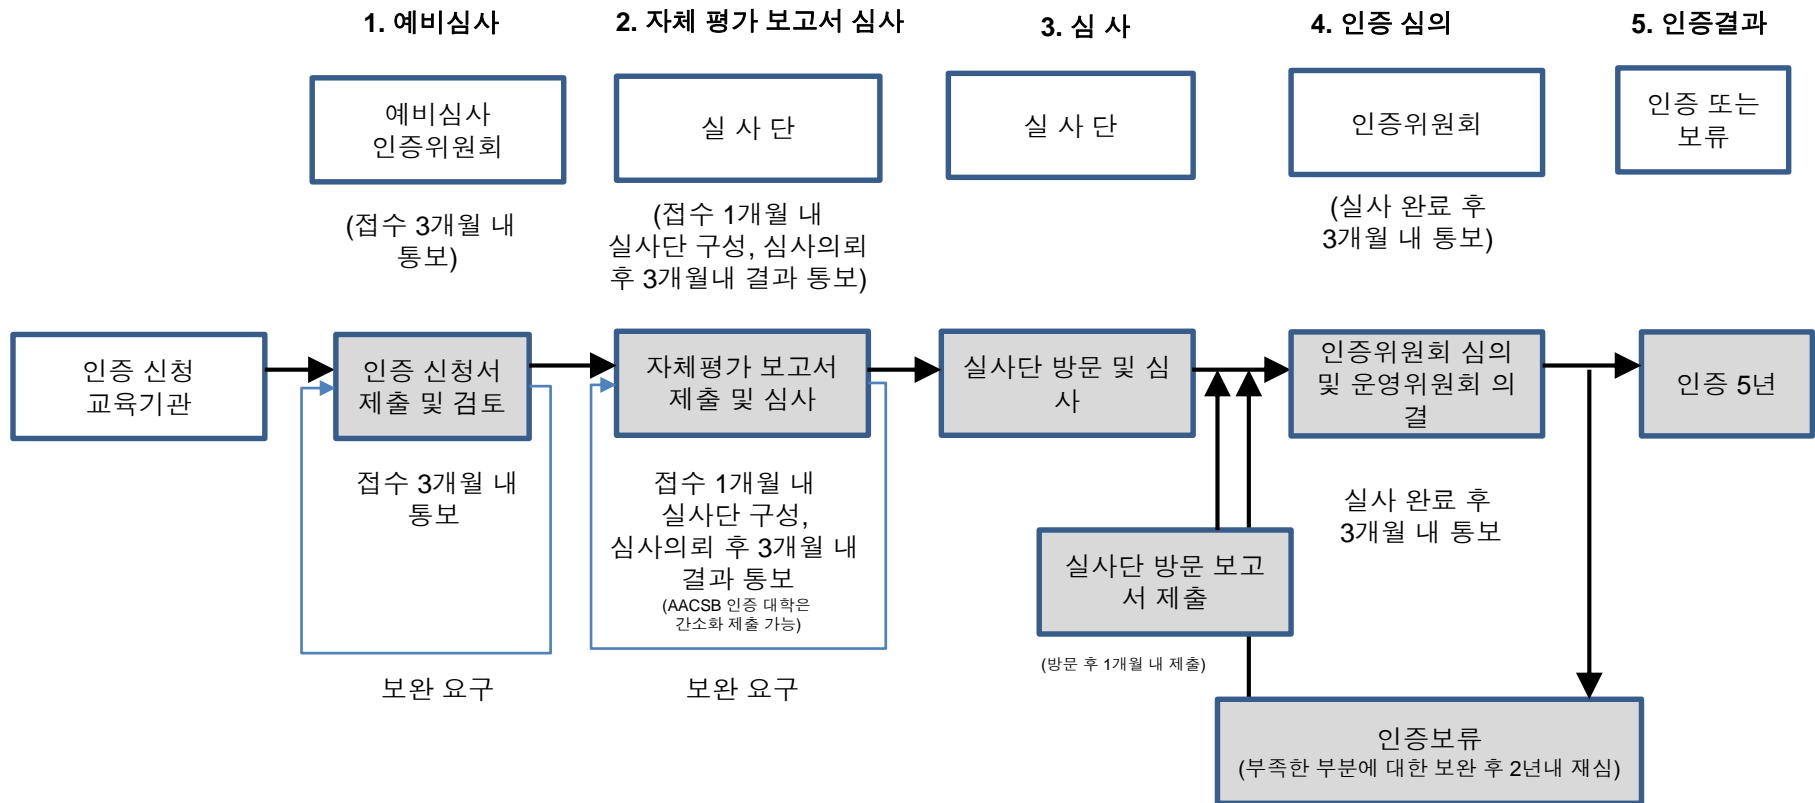 1. 예비심사
2. 자체 평가 보고서 심사
3. 심 사
4. 인증 심의
5. 인증결과
예비심사
인증위원회
실 사 단
실 사 단
인증위원회
인증 또는
보류
(접수 3개월 내
통보)
(접수 1개월 내
실사단 구성, 심사의뢰
후 3개월내 결과 통보)
(실사 완료 후
3개월 내 통보)
인증 신청
교육기관
인증 신청서
제출 및 검토
자체평가 보고서
제출 및 심사
실사단 방문 및 심
사
인증위원회 심의
및 운영위원회 의
결
인증 5년
접수 3개월 내
통보
접수 1개월 내
실사단 구성,
심사의뢰 후 3개월 내
결과 통보
(AACSB 인증 대학은
간소화 제출 가능)
실사 완료 후
3개월 내 통보
실사단 방문 보고
서 제출
(방문 후 1개월 내 제출)
보완 요구
보완 요구
인증보류
(부족한 부분에 대한 보완 후 2년내 재심)